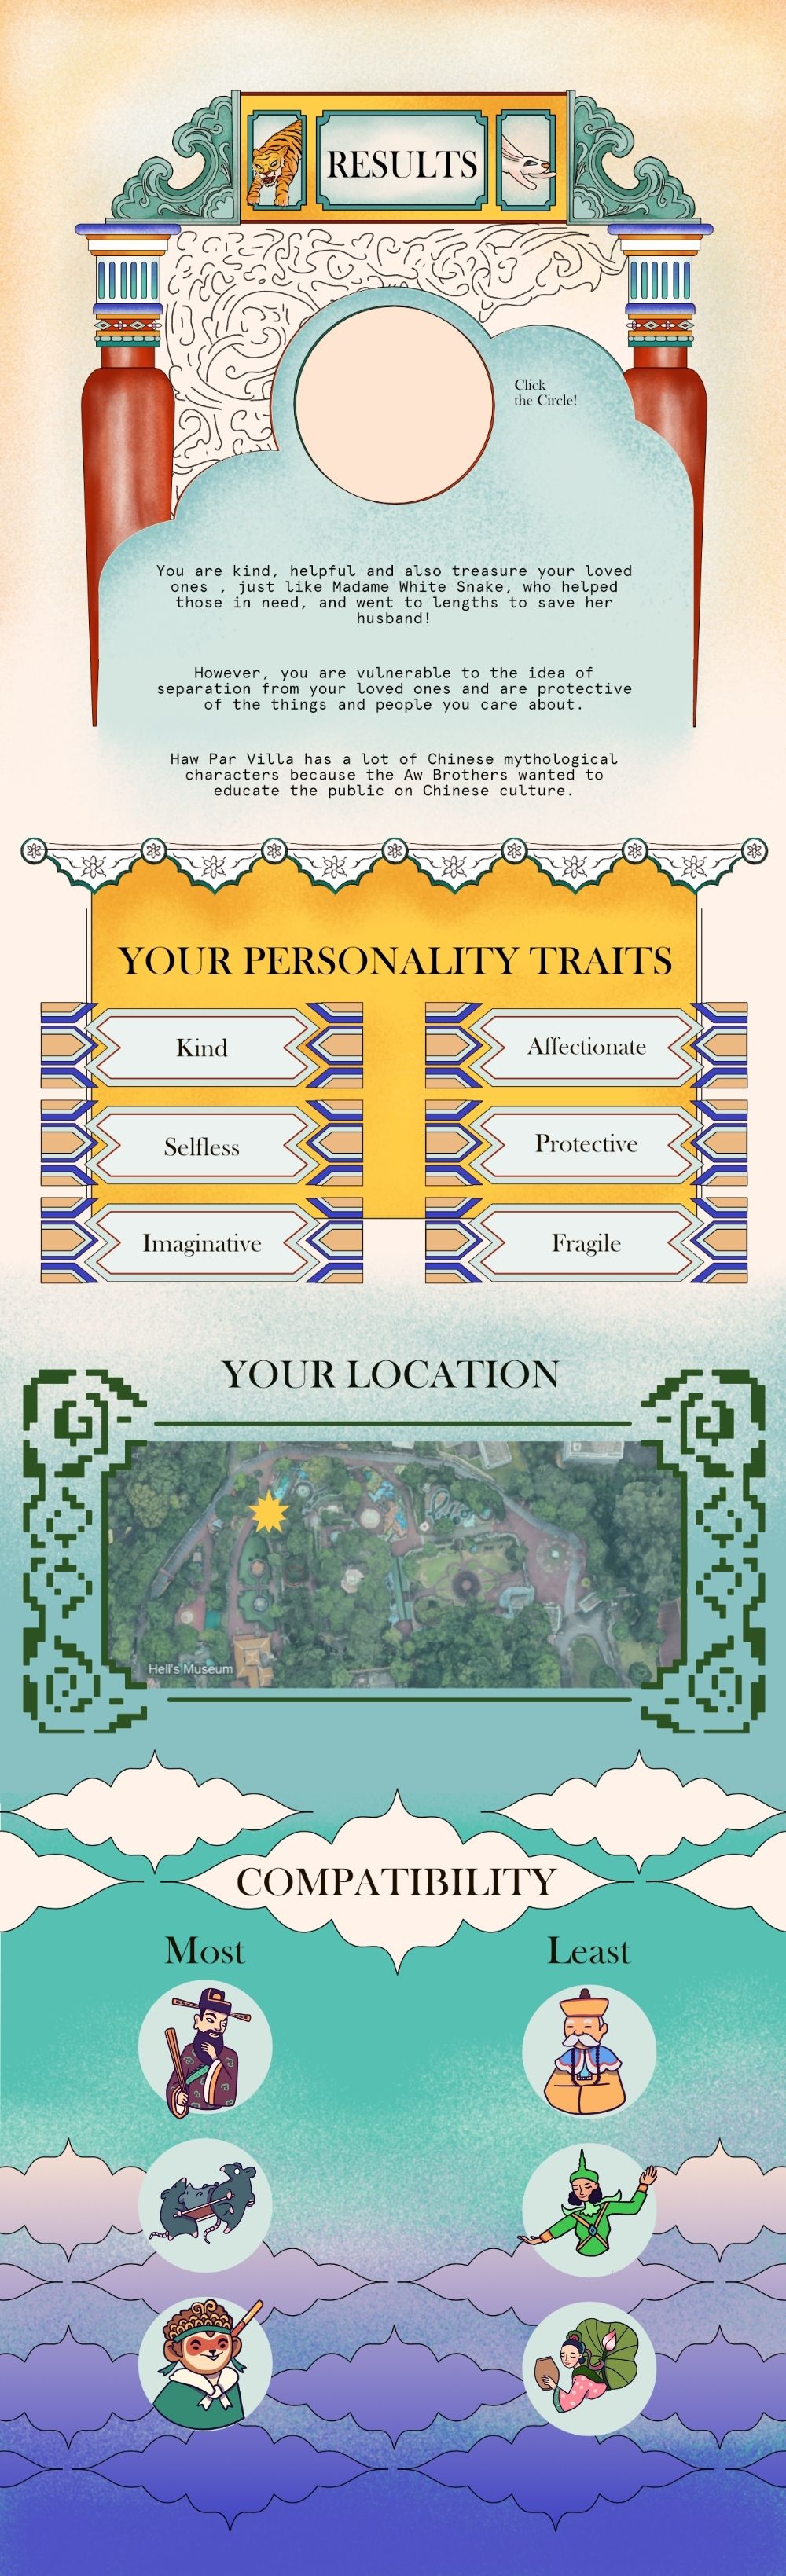 RESULTS
Click
the Circle!
You are kind, helpful and also treasure your loved
ones , just like Madame White Snake, who helped
those in need, and went to lengths to save her
husband!
However, you are vulnerable to the idea of
separation from your loved ones and are protective
of the things and people you care about.
Haw Par Villa has a lot of Chinese mythological
characters because the Aw Brothers wanted to
educate the public on Chinese culture.
YOUR PERSONALITY TRAITS
Kind
Affectionate
Selfless
Protective
Imaginative
Fragile
YOUR LOCATION
Hell's Museum
COMPATIBILITY
Most
Least